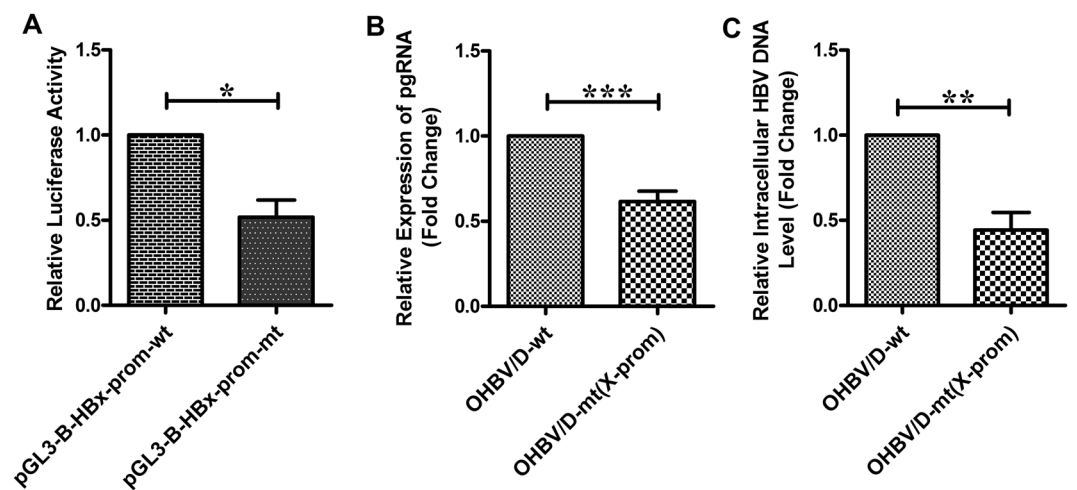 A
Relative Luciferase Activity
1.5
1.0
0.5
0.0
*
pGL3-B-HBx-prom-wt
pGL3-B-HBx-prom-mt
B
Relative Expression of pgRNA
(Fold Change)
1.5
1.0
0.5
0.0
***
OHBV/D-wt
OHBV/D-mt(X-prom)
C
Relative Intracellular HBV DNA
Level (Fold Change)
1.5
1.0
0.5
0.0
**
OHBV/D-wt
OHBV/D-mt(X-prom)